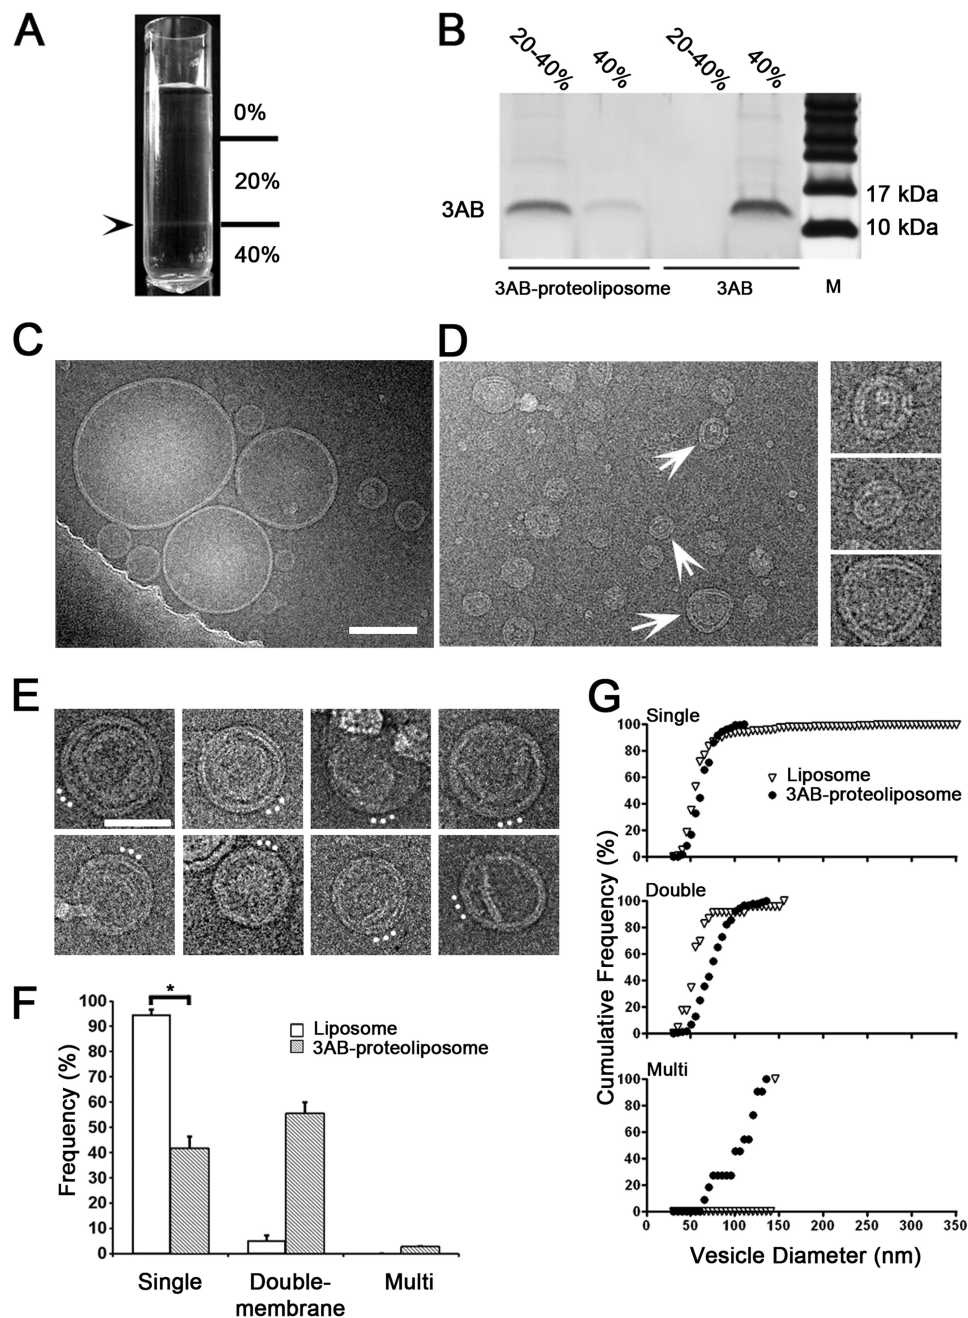 A
0%
20%
40%
B
20-40%
40%
20-40%
40%
3AB
17 kDa
10 kDa
3AB-proteoliposome
3AB
M
C
D
E
F
100
90
80
70
60
50
40
30
20
10
0
Frequency (%)
*
Liposome
3AB-proteoliposome
Single
Double-
membrane
Multi
G
Cumulative Frequency (%)
Single
100
80
60
40
20
0
Liposome
3AB-proteoliposome
Double
100
80
60
40
20
0
Multi
100
80
60
40
20
0
0 50 100 150 200 250 300 350
Vesicle Diameter (nm)